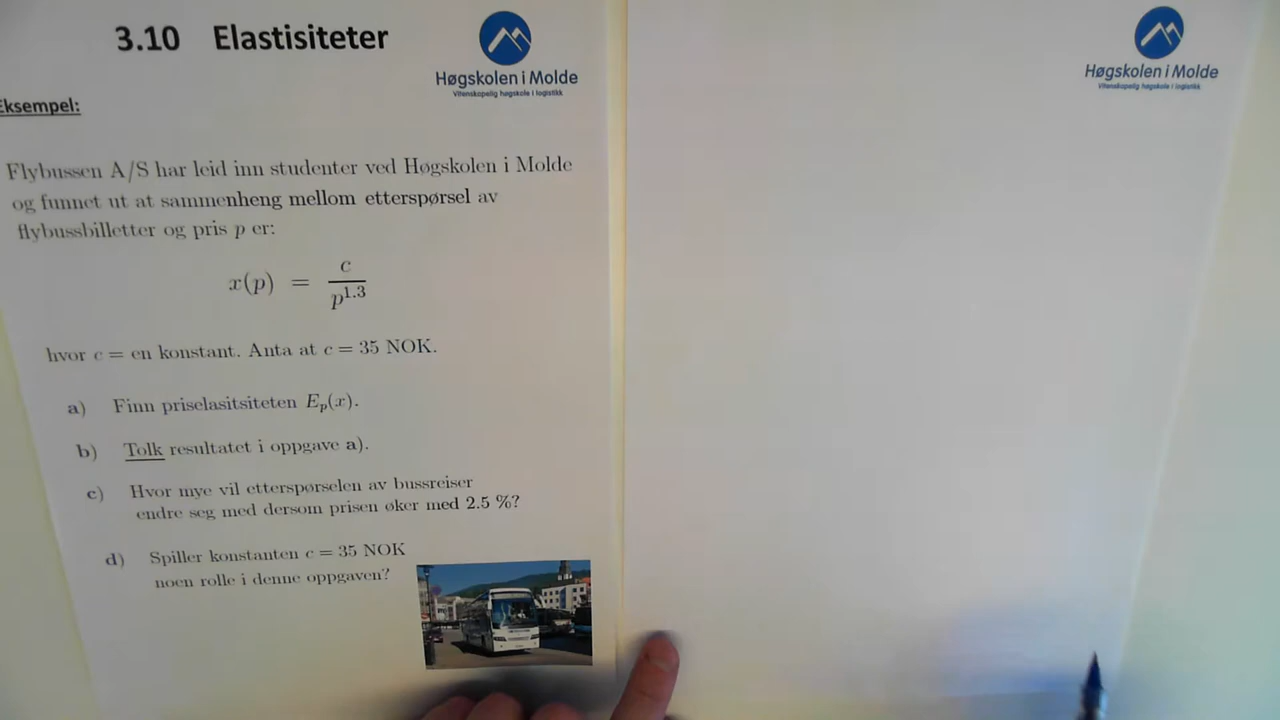 3.10 Elastisiteter
Høgskolen i Molde
Vitenskapelig høgskole i logistikk
Eksempel:
Flybussen A/S har leid inn studenter ved Høgskolen i Molde
og funnet ut at sammenheng mellom etterspørsel av
flybussbilletter og pris p er:
x(p) = c / p^1.3
hvor c = en konstant. Anta at c = 35 NOK.
a) Finn priselasitsiteten Ep(x).
b) Tolk resultatet i oppgave a).
c) Hvor mye vil etterspørselen av bussreiser
endre seg med dersom prisen øker med 2.5 %?
d) Spiller konstanten c = 35 NOK
noen rolle i denne oppgaven?
Høgskolen i Molde
Vitenskapelig høgskole i logistikk